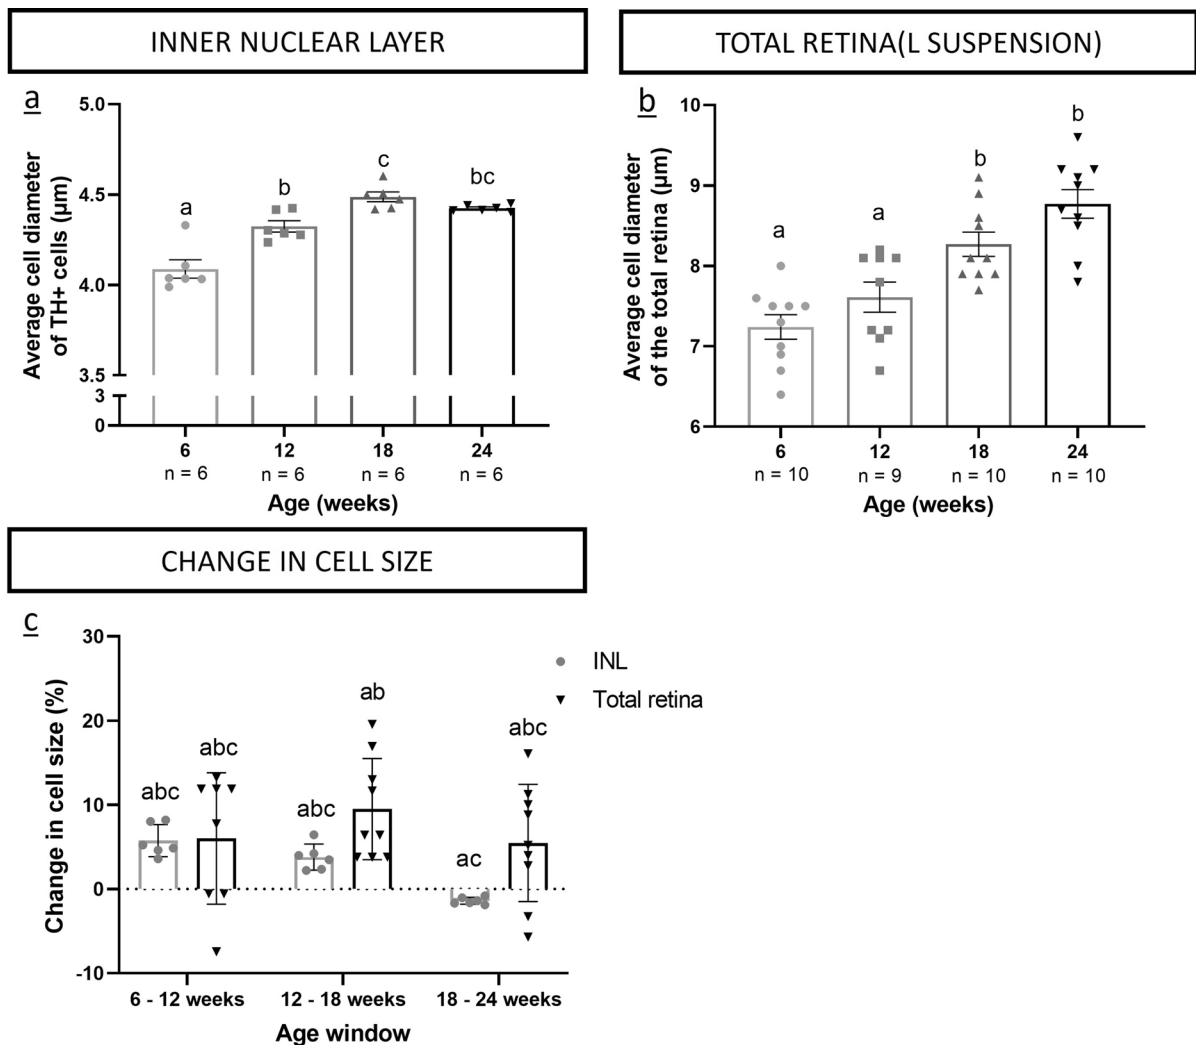 INNER NUCLEAR LAYER
TOTAL RETINA(L SUSPENSION)
a
Average cell diameter
of TH+ cells (µm)
5.0
4.5
4.0
3.5
3
0
a
b
c
bc
6
12
18
24
n = 6
n = 6
n = 6
n = 6
Age (weeks)
b
Average cell diameter
of the total retina (µm)
10
9
8
7
6
a
a
b
b
6
12
18
24
n = 10
n = 9
n = 10
n = 10
Age (weeks)
CHANGE IN CELL SIZE
c
Change in cell size (%)
30
20
10
0
-10
abc
abc
abc
ab
ac
abc
INL
Total retina
6 - 12 weeks
12 - 18 weeks
18 - 24 weeks
Age window